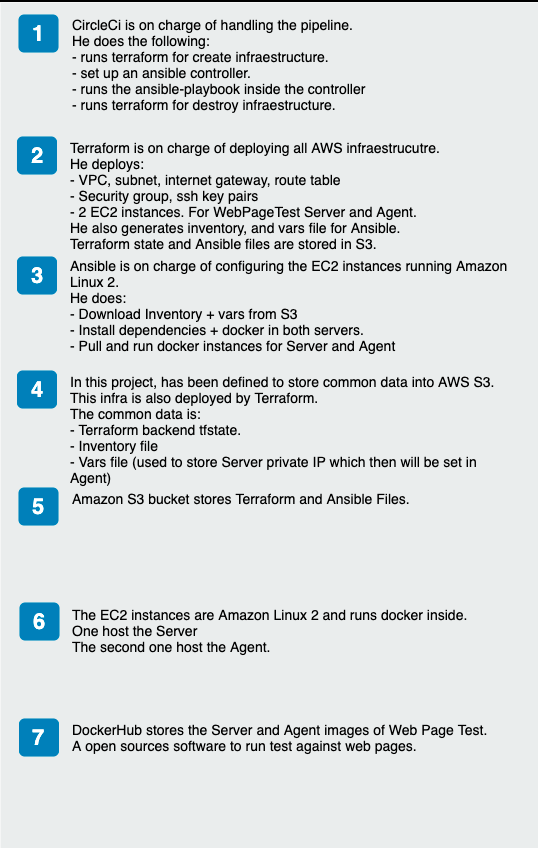 1
CircleCi is on charge of handling the pipeline.
He does the following:
- runs terraform for create infraestructure.
- set up an ansible controller.
- runs the ansible-playbook inside the controller
- runs terraform for destroy infraestructure.
2
Terraform is on charge of deploying all AWS infraestrucutre.
He deploys:
- VPC, subnet, internet gateway, route table
- Security group, ssh key pairs
- 2 EC2 instances. For WebPageTest Server and Agent.
He also generates inventory, and vars file for Ansible.
Terraform state and Ansible files are stored in S3.
3
Ansible is on charge of configuring the EC2 instances running Amazon
Linux 2.
He does:
- Download Inventory + vars from S3
- Install dependencies + docker in both servers.
- Pull and run docker instances for Server and Agent
4
In this project, has been defined to store common data into AWS S3.
This infra is also deployed by Terraform.
The common data is:
- Terraform backend tfstate.
- Inventory file
- Vars file (used to store Server private IP which then will be set in
Agent)
5
Amazon S3 bucket stores Terraform and Ansible Files.
6
The EC2 instances are Amazon Linux 2 and runs docker inside.
One host the Server
The second one host the Agent.
7
DockerHub stores the Server and Agent images of Web Page Test.
A open sources software to run test against web pages.